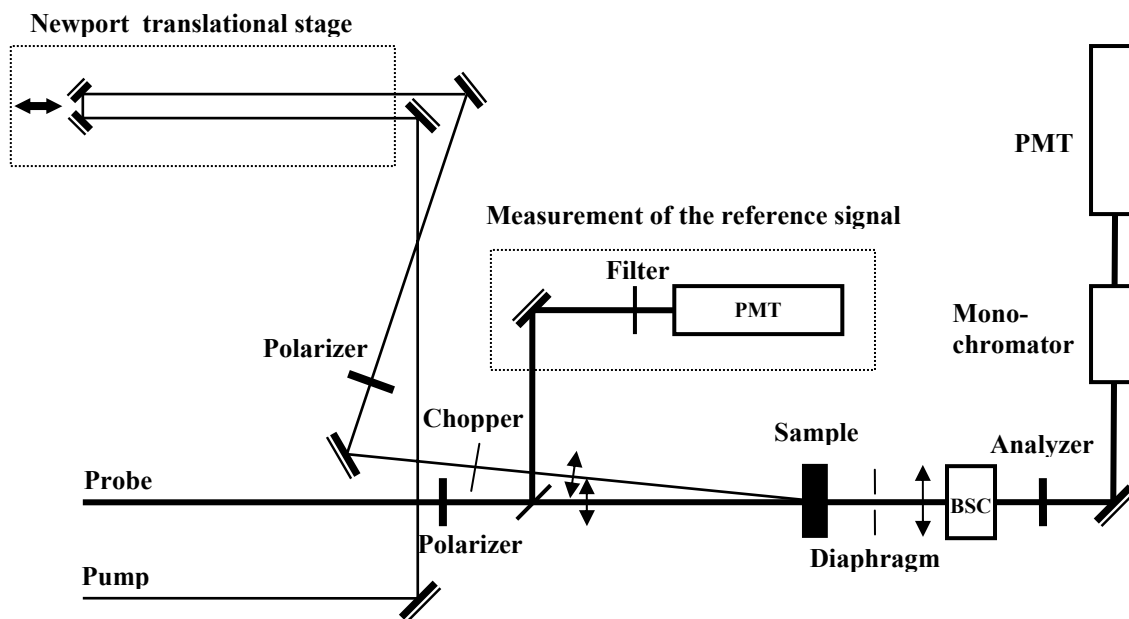 Newport translational stage
PMT
Measurement of the reference signal
Filter
PMT
Mono-
chromator
Polarizer
Chopper
Sample
Analyzer
Probe
BSC
Polarizer
Diaphragm
Pump